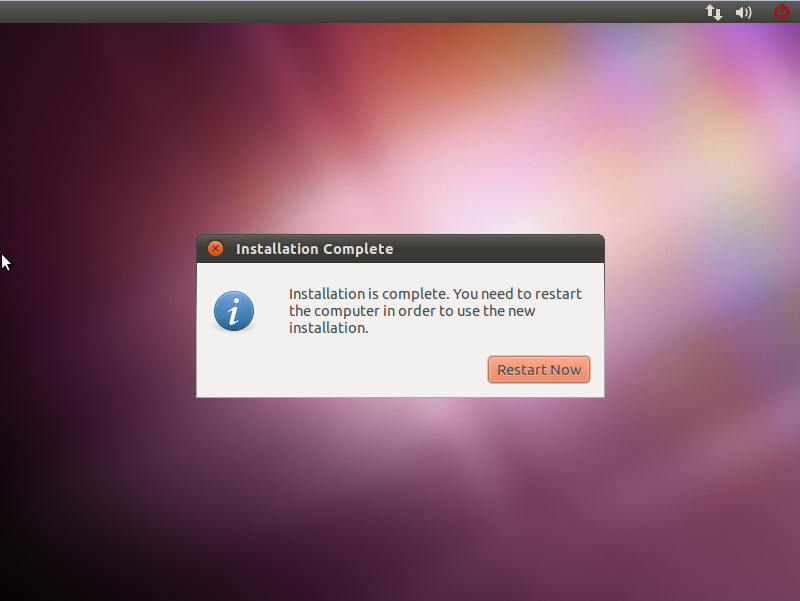 Installation Complete
Installation is complete. You need to restart
the computer in order to use the new
installation.
Restart Now